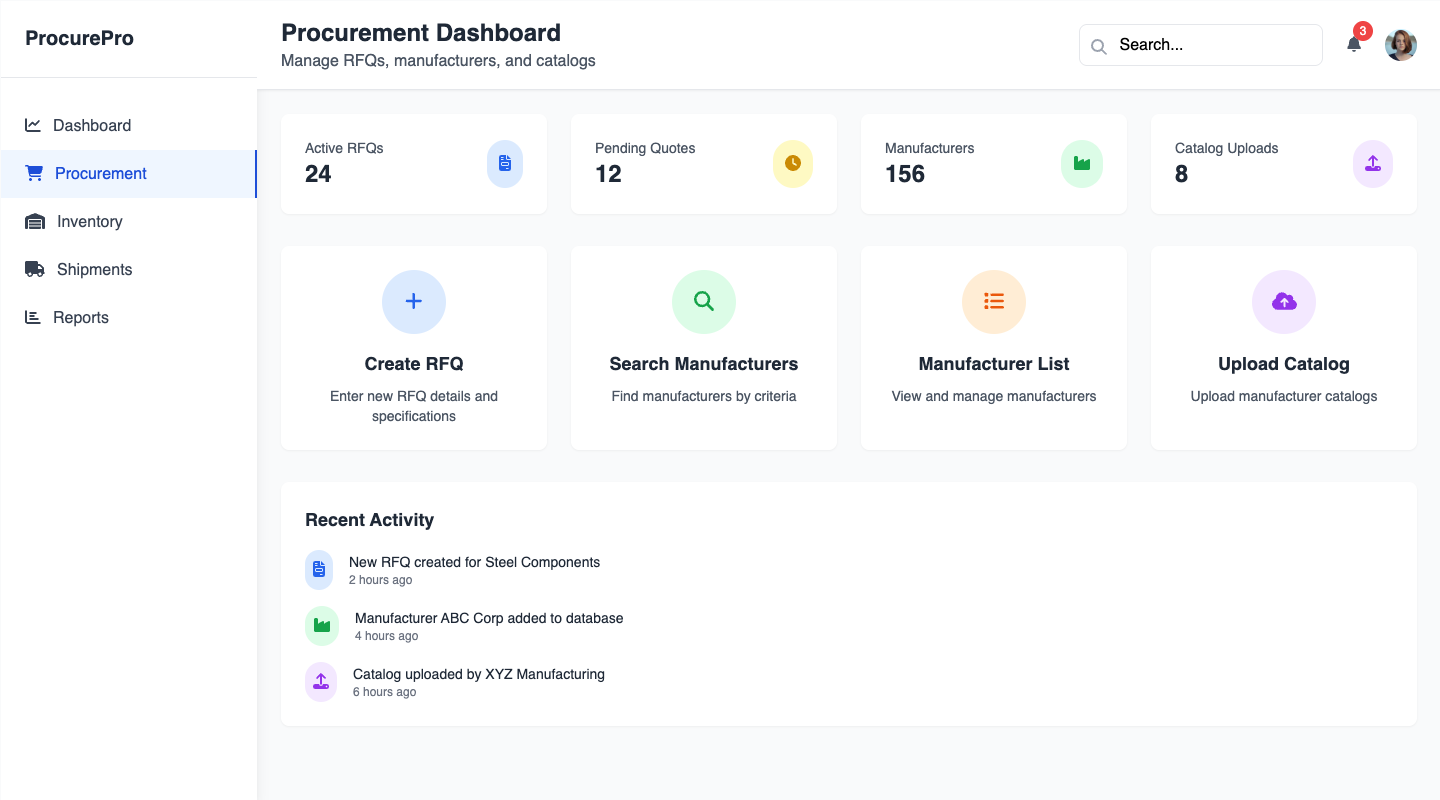 ProcurePro
Dashboard
Procurement
Inventory
Shipments
Reports
Procurement Dashboard
Manage RFQs, manufacturers, and catalogs
Search...
3
Active RFQs
24
Pending Quotes
12
Manufacturers
156
Catalog Uploads
8
Create RFQ
Enter new RFQ details and
specifications
Search Manufacturers
Find manufacturers by criteria
Manufacturer List
View and manage manufacturers
Upload Catalog
Upload manufacturer catalogs
Recent Activity
New RFQ created for Steel Components
2 hours ago
Manufacturer ABC Corp added to database
4 hours ago
Catalog uploaded by XYZ Manufacturing
6 hours ago